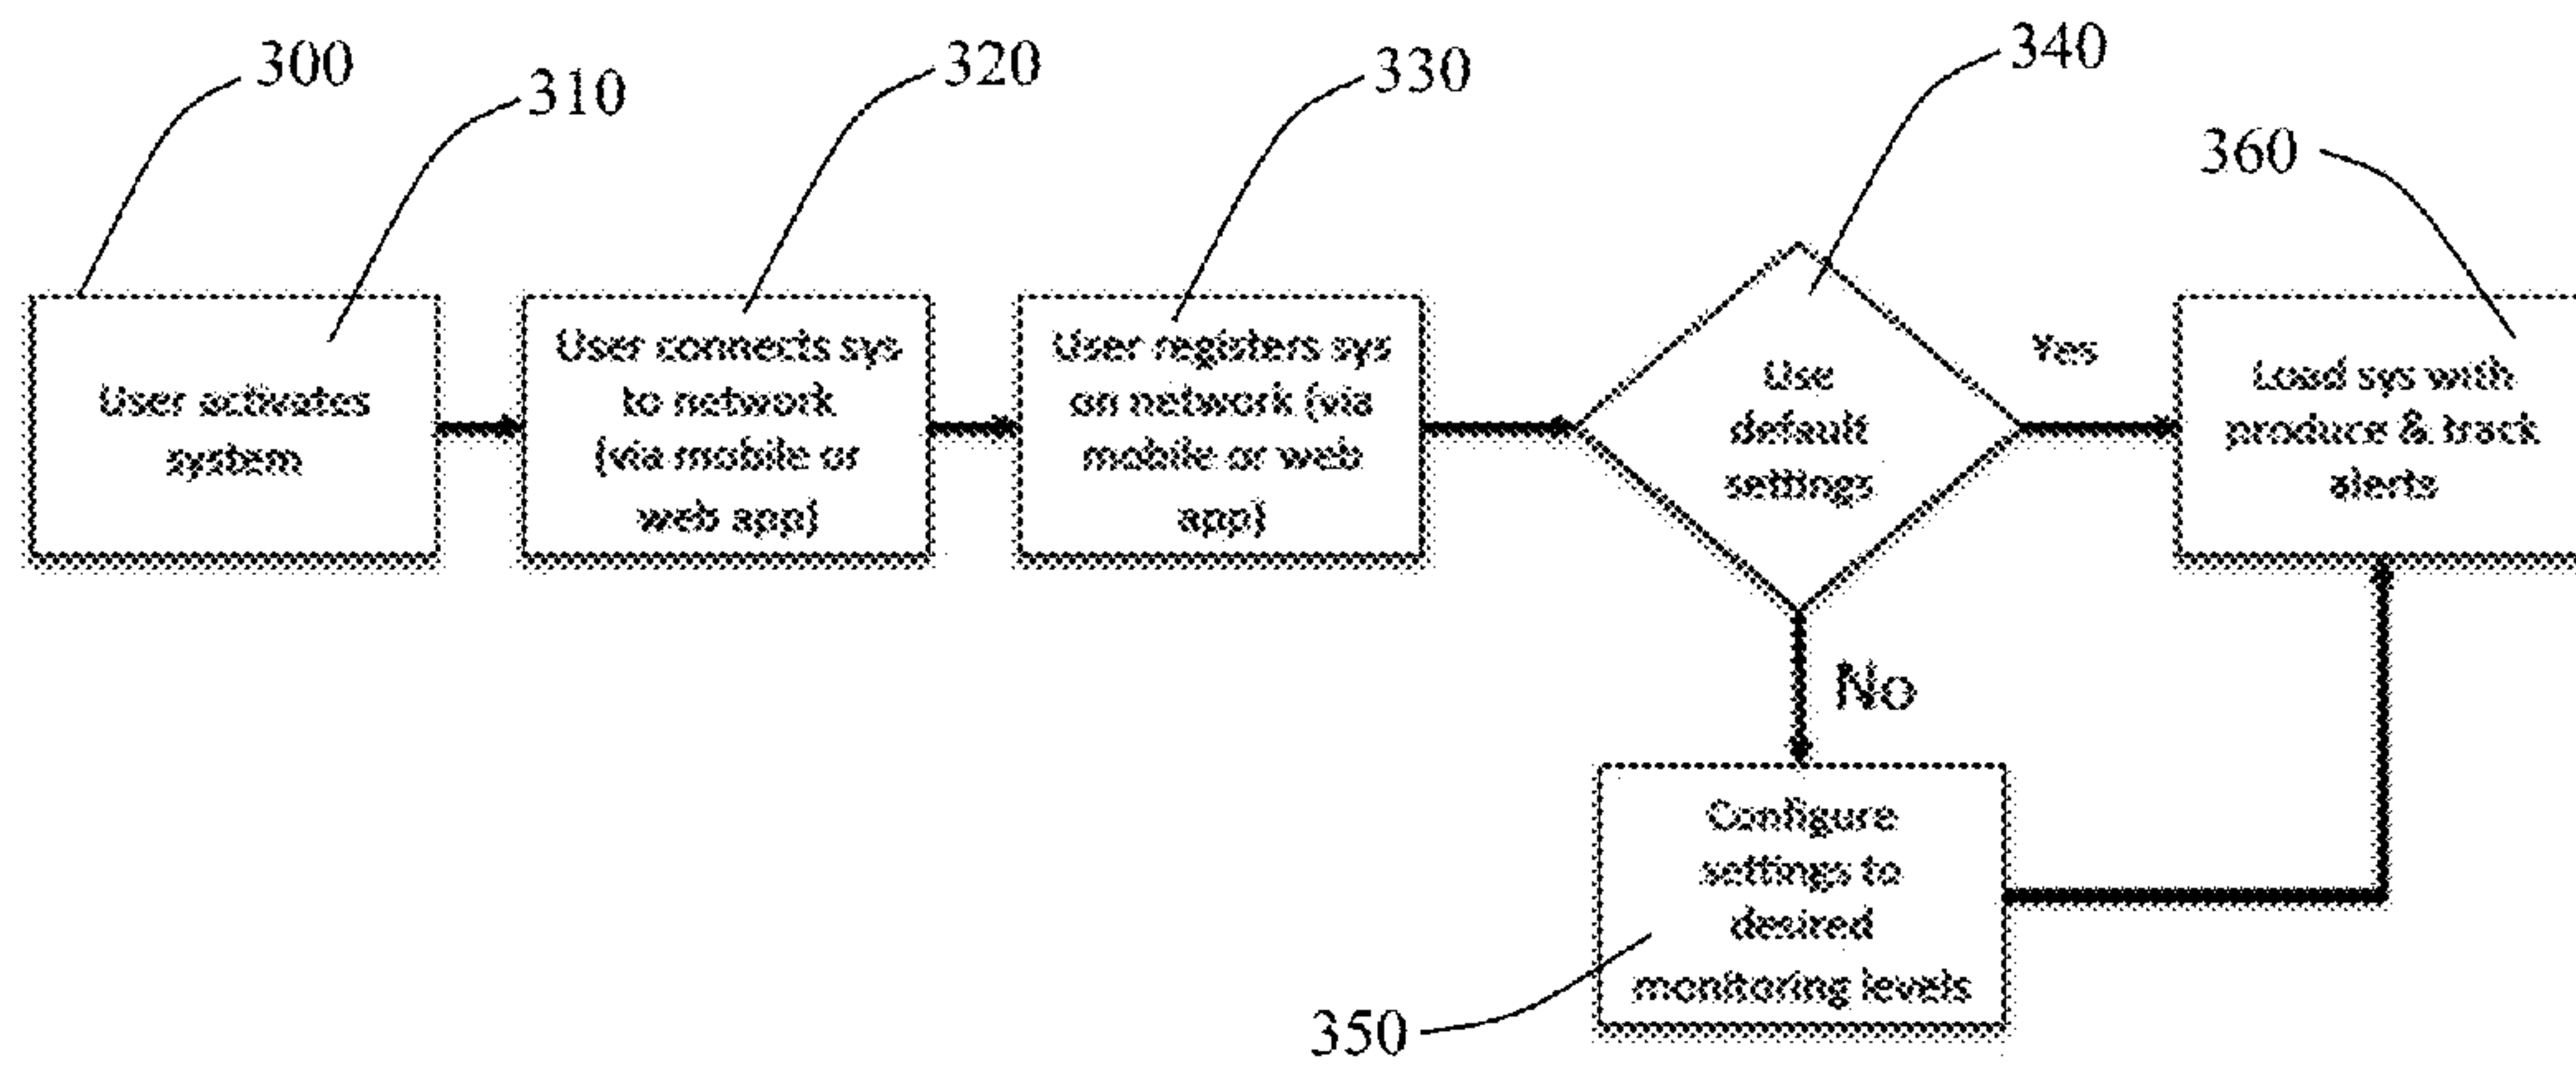 300
310
320
330
340
360
User activates
system
User connects sys
to network
(via mobile or
web app)
User registers sys
on network (via
mobile or web
app)
Use
default
settings
Yes
Load sys with
produce & track
alerts
No
Configure
settings to
desired
monitoring levels
350